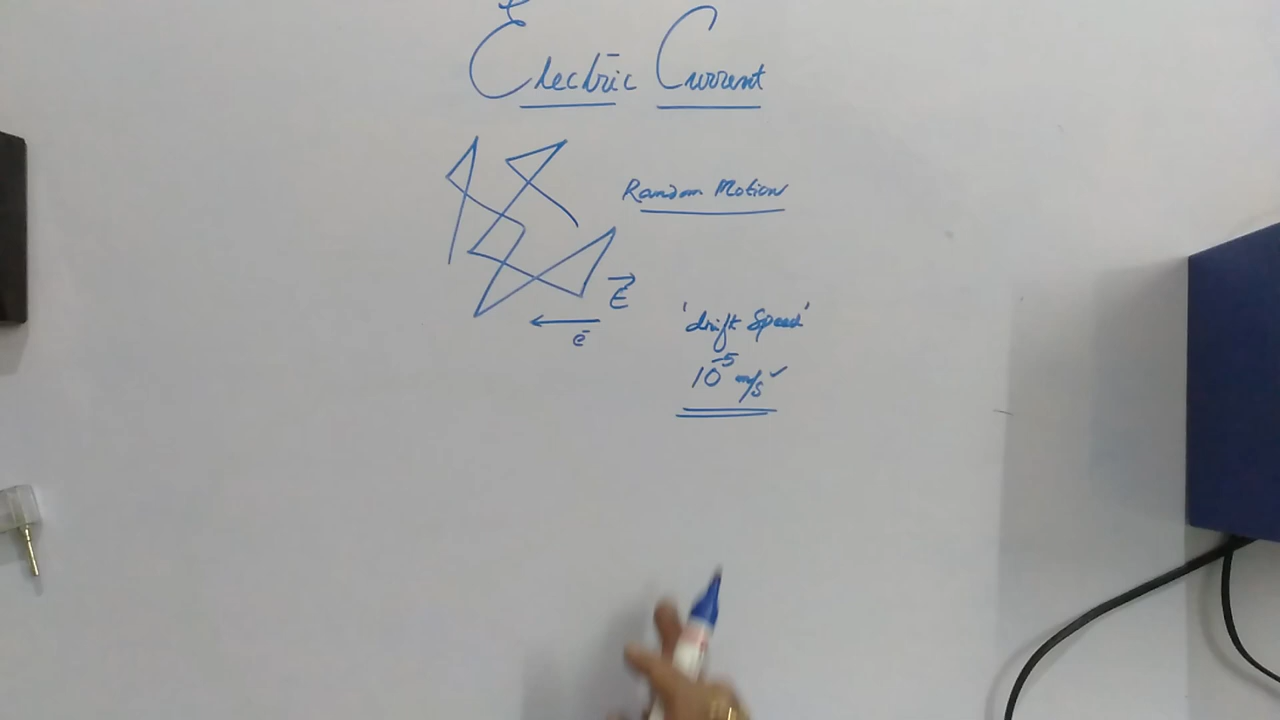 Electric Current
Random Motion
E
e⁻
'drift Speed'
10⁻⁵ m/s